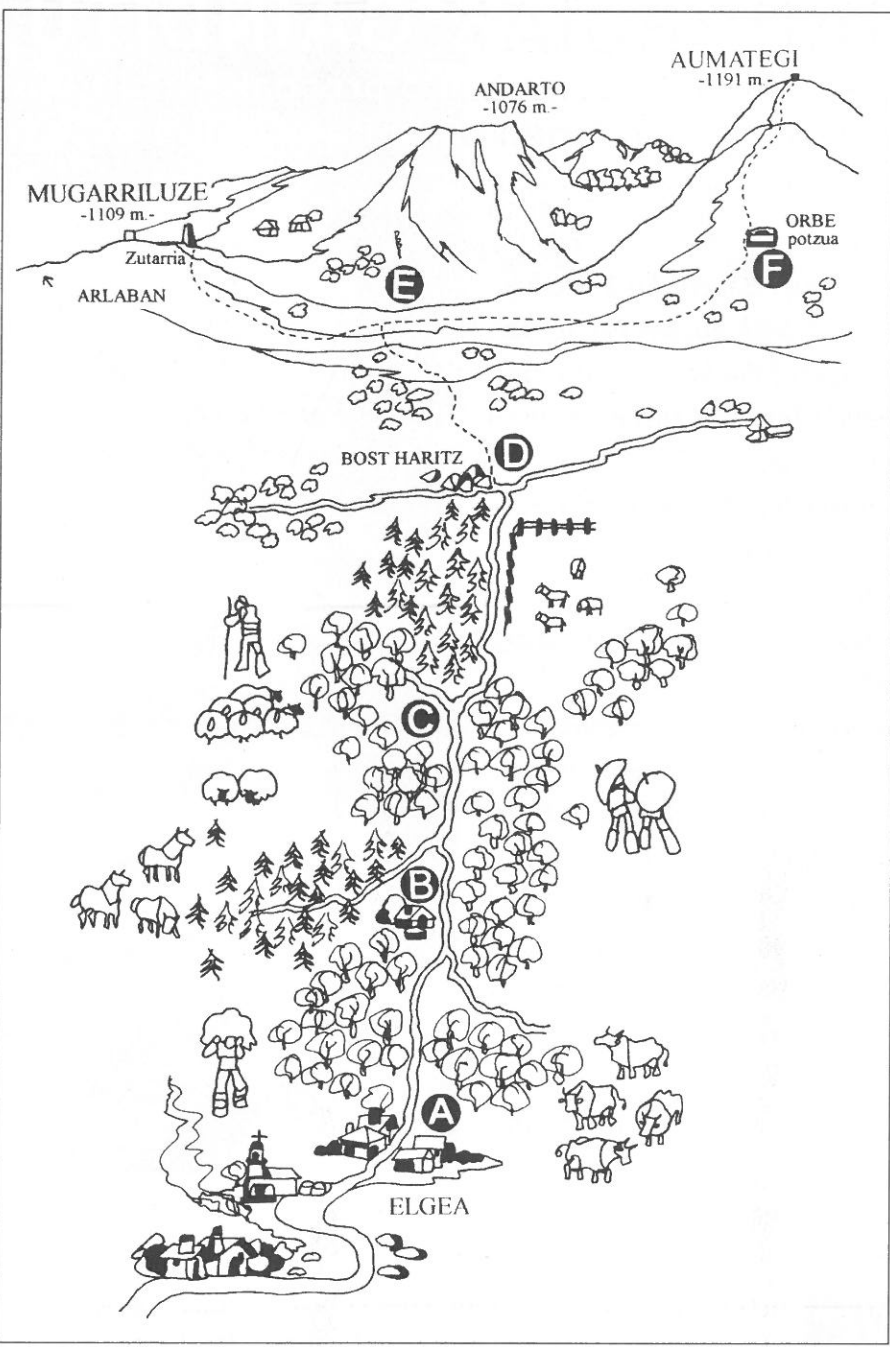 AUMATEGI
-1191 m.-
ANDARTO
-1076 m.-
MUGARRILUZE
-1109 m.-
Zutarria
ORBE
potzua
F
E
ARLABAN
D
BOST HARITZ
C
B
A
ELGEA